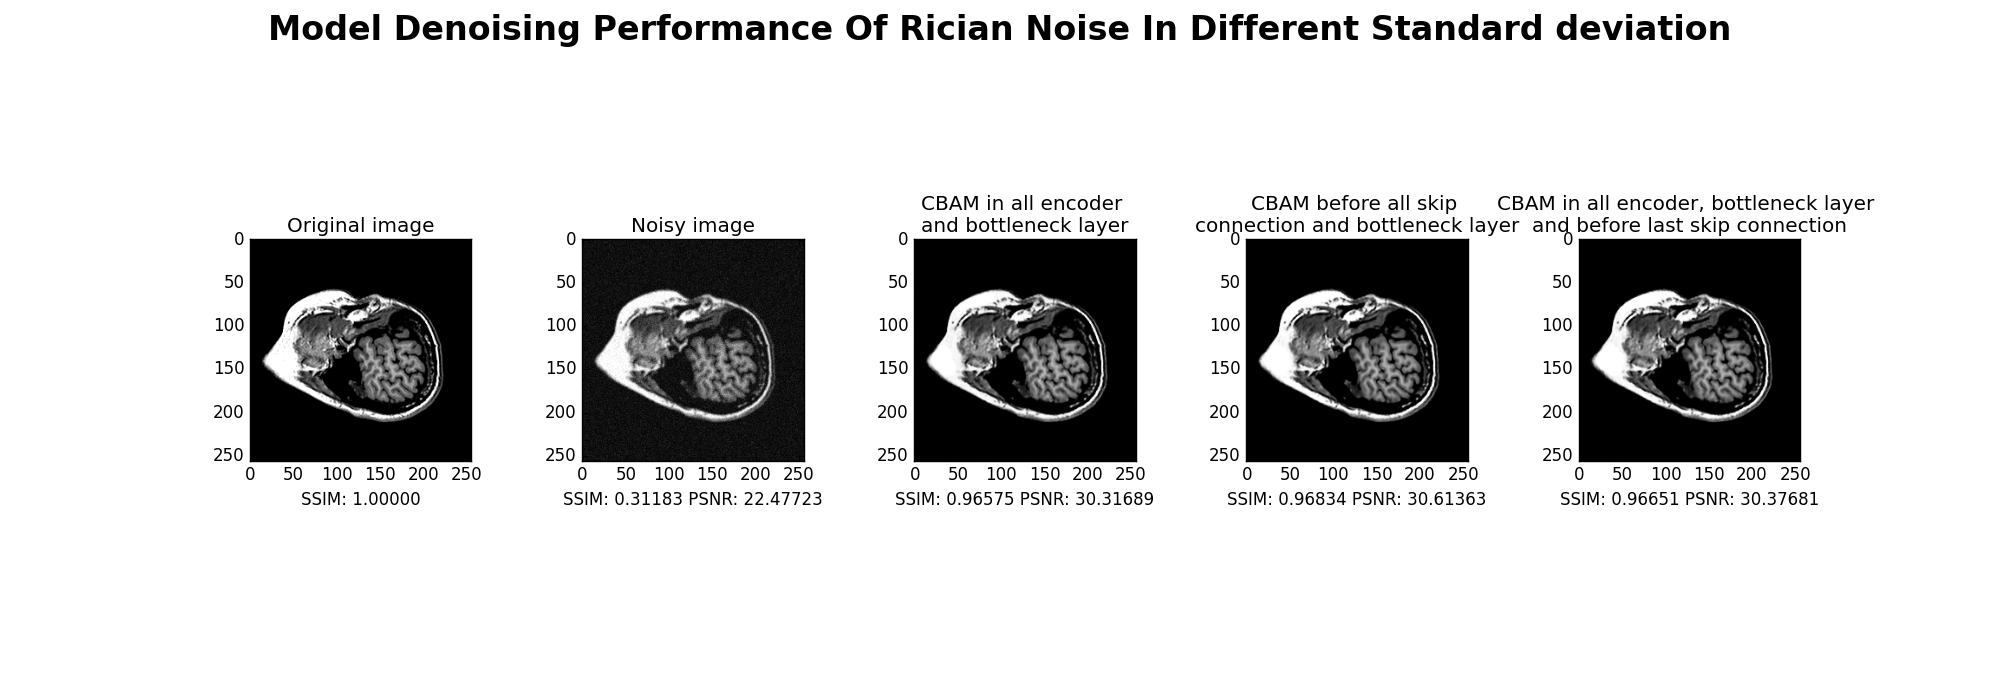 Model Denoising Performance Of Rician Noise In Different Standard deviation
Original image
0
50
100
150
200
250
0 50 100 150 200 250
SSIM: 1.00000
Noisy image
0
50
100
150
200
250
0 50 100 150 200 250
SSIM: 0.31183 PSNR: 22.47723
CBAM in all encoder
and bottleneck layer
0
50
100
150
200
250
0 50 100 150 200 250
SSIM: 0.96575 PSNR: 30.31689
CBAM before all skip
connection and bottleneck layer
0
50
100
150
200
250
0 50 100 150 200 250
SSIM: 0.96834 PSNR: 30.61363
CBAM in all encoder, bottleneck layer
and before last skip connection
0
50
100
150
200
250
0 50 100 150 200 250
SSIM: 0.96651 PSNR: 30.37681